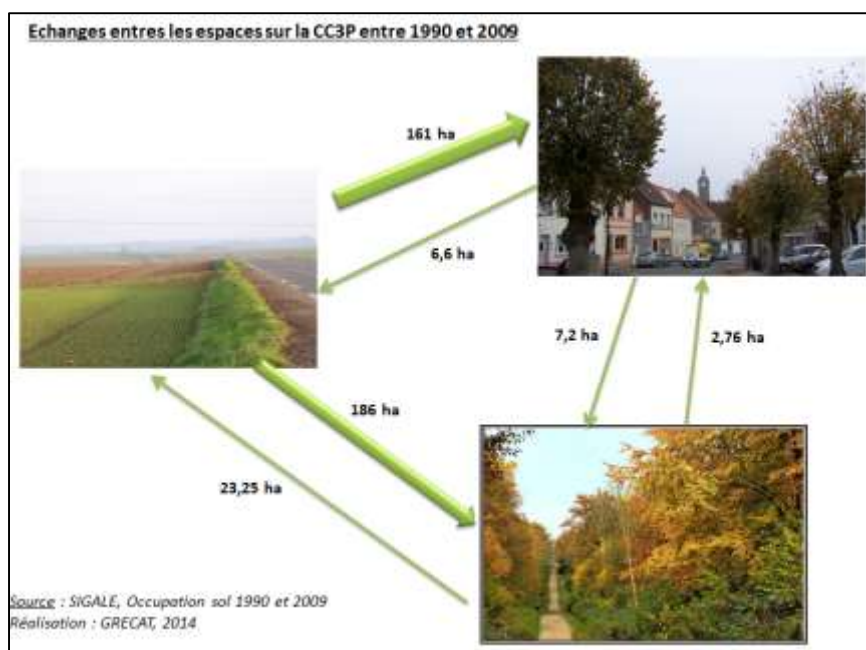 Echanges entres les espaces sur la CC3P entre 1990 et 2009
161 ha
6,6 ha
7,2 ha
2,76 ha
186 ha
23,25 ha
Source : SIGALE, Occupation sol 1990 et 2009
Réalisation : GRECAT, 2014